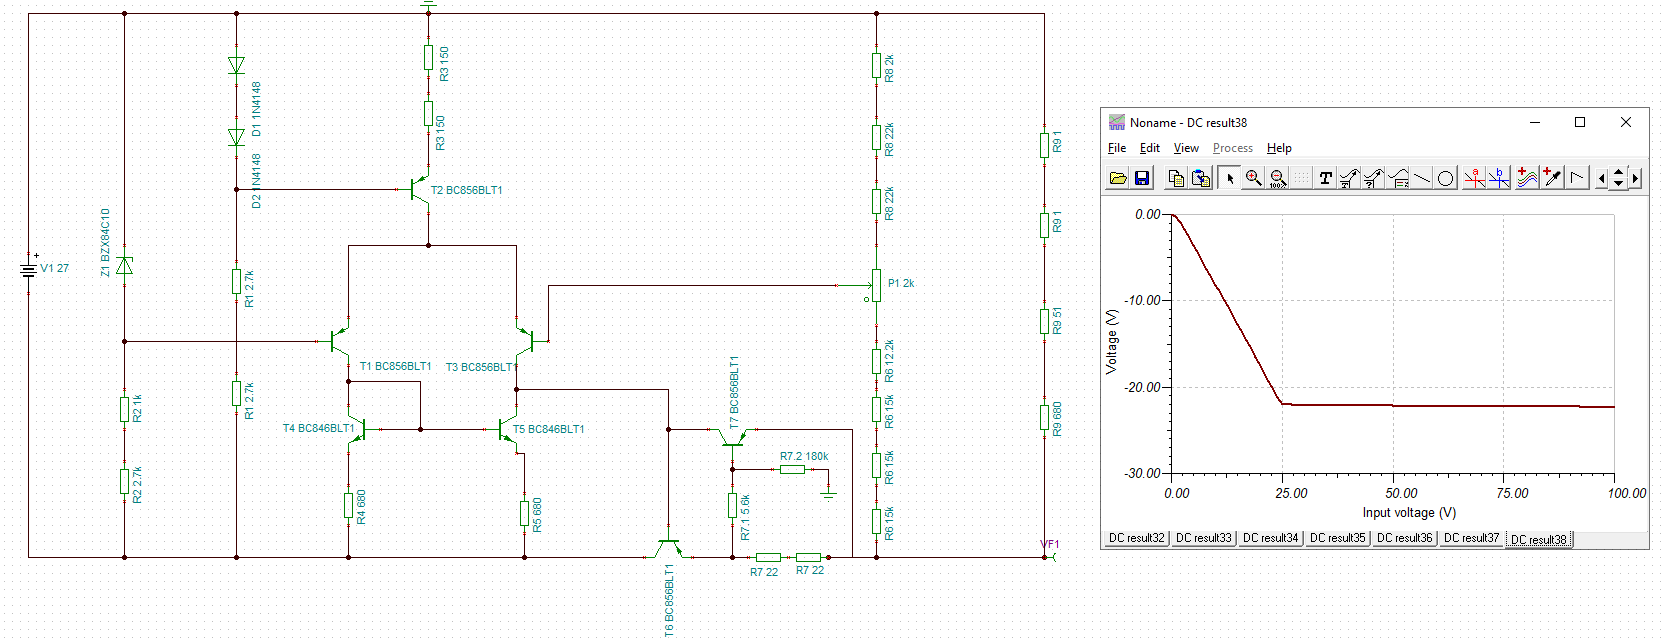 V1 27
+
Z1 BZX84C10
D1 1N4148
D2 1N4148
R1 2.7k
R1 2.7k
R2 1k
R2 2.7k
R3 150
R3 150
T2 BC856BLT1
T1 BC856BLT1
T3 BC856BLT1
T4 BC846BLT1
T5 BC846BLT1
R4 680
R5 680
T7 BC856BLT1
R7.2 180k
R7.1 5.6k
T6 BC856BLT1
R7 22
R7 22
R8 2k
R8 22k
R8 22k
P1 2k
R6 12.2k
R6 15k
R6 15k
R6 15k
R9 1
R9 1
R9 51
R9 680
VF1
Noname - DC result38
File Edit View Process Help
100%
T
a
b
0.00
-10.00
-20.00
-30.00
Voltage (V)
0.00 25.00 50.00 75.00 100.00
Input voltage (V)
DC result32 DC result33 DC result34 DC result35 DC result36 DC result37 DC result38